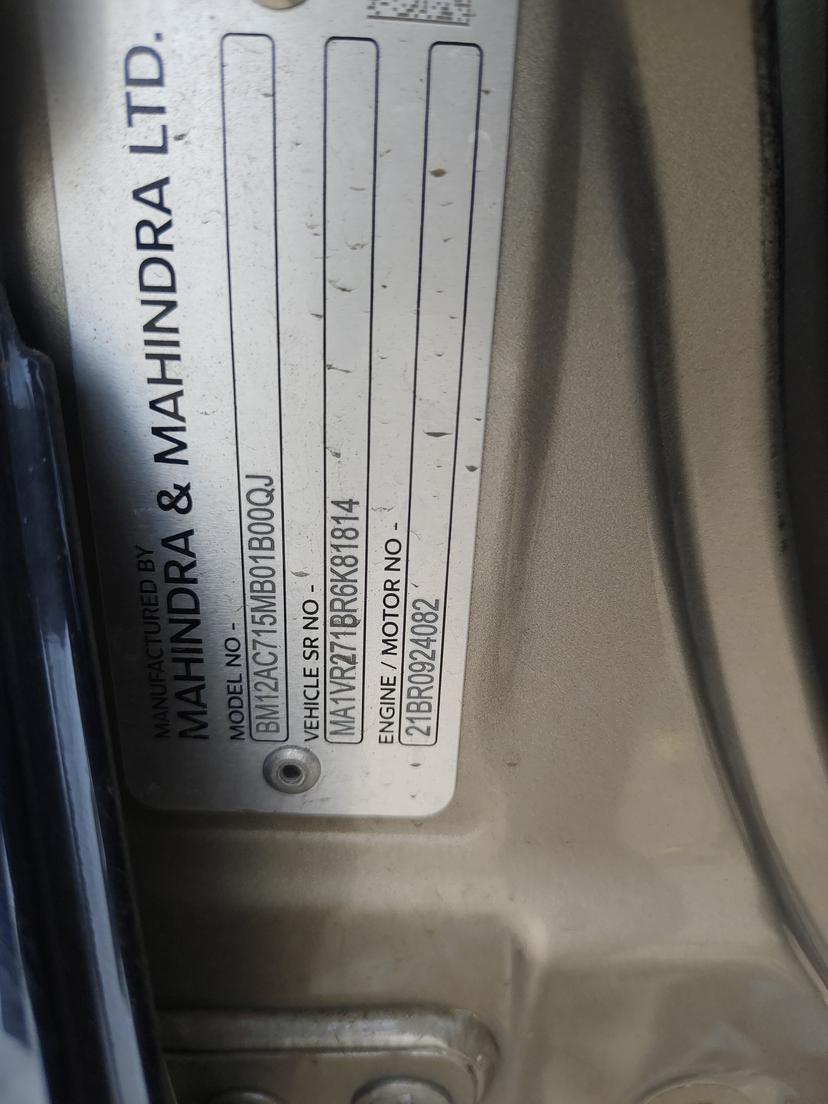 MANUFACTURED BY
MAHINDRA & MAHINDRA LTD.
MODEL NO -
BM12AC715MB01B00QJ
VEHICLE SR NO -
MA1VR271BR6K81814
ENGINE / MOTOR NO -
21BR0924082